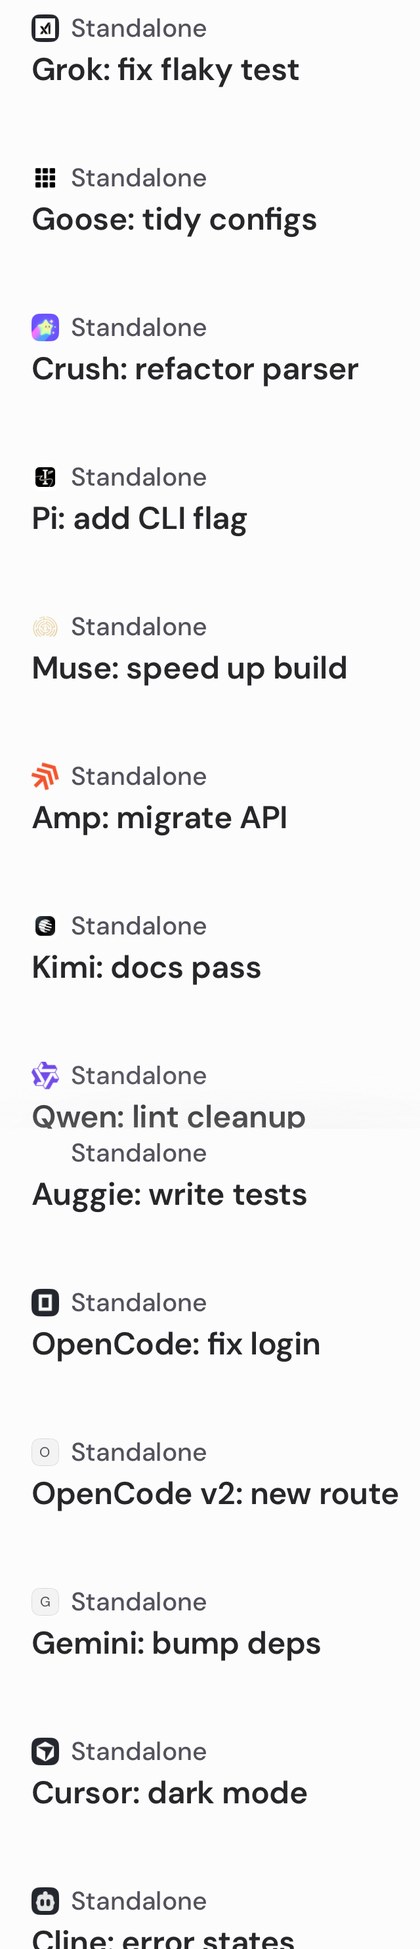 Standalone
Grok: fix flaky test
Standalone
Goose: tidy configs
Standalone
Crush: refactor parser
Standalone
Pi: add CLI flag
Standalone
Muse: speed up build
Standalone
Amp: migrate API
Standalone
Kimi: docs pass
Standalone
Qwen: lint cleanup
Standalone
Auggie: write tests
Standalone
OpenCode: fix login
O Standalone
OpenCode v2: new route
G Standalone
Gemini: bump deps
Standalone
Cursor: dark mode
Standalone
Cline: error states